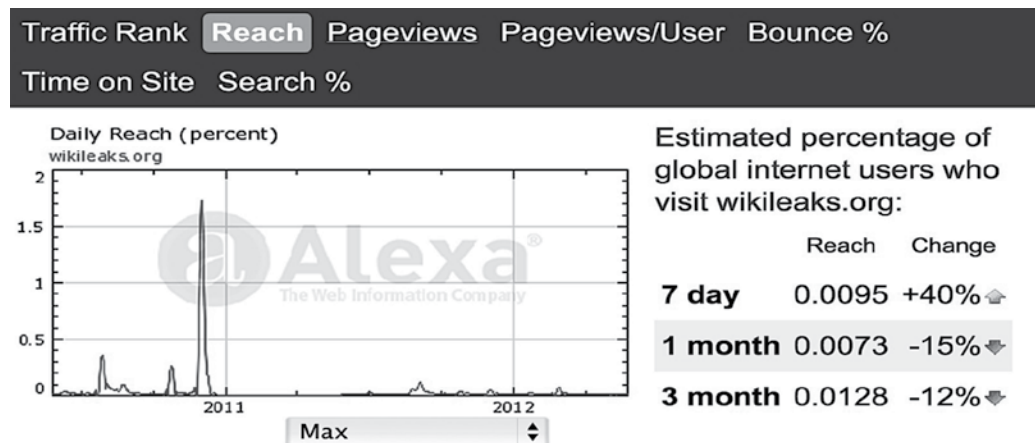 Traffic Rank Reach Pageviews Pageviews/User Bounce %
Time on Site Search %
Daily Reach (percent)
wikileaks.org
2
1.5
1
0.5
0
2011
2012
Alexa®
The Web Information Company
Max
Estimated percentage of
global internet users who
visit wikileaks.org:
Reach Change
7 day 0.0095 +40%
1 month 0.0073 -15%
3 month 0.0128 -12%